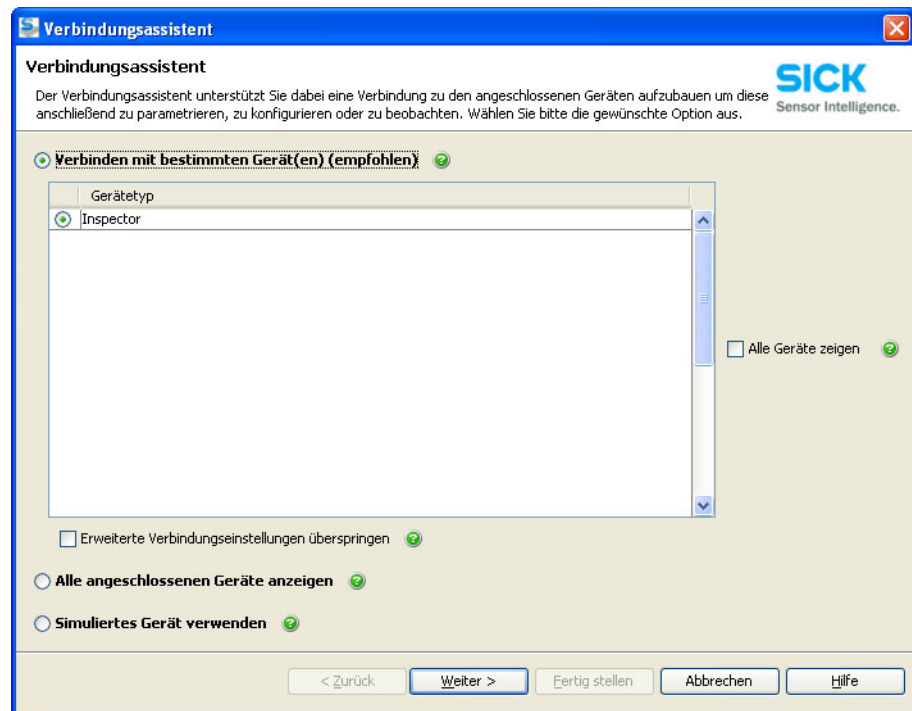 Verbindungsassistent
Verbindungsassistent
SICK
Sensor Intelligence.
Der Verbindungsassistent unterstützt Sie dabei eine Verbindung zu den angeschlossenen Geräten aufzubauen um diese
anschließend zu parametrieren, zu konfigurieren oder zu beobachten. Wählen Sie bitte die gewünschte Option aus.
Verbinden mit bestimmten Gerät(en) (empfohlen)
Gerätetyp
Inspector
Alle Geräte zeigen
Erweiterte Verbindungseinstellungen überspringen
Alle angeschlossenen Geräte anzeigen
Simuliertes Gerät verwenden
< Zurück Weiter > Fertig stellen Abbrechen Hilfe